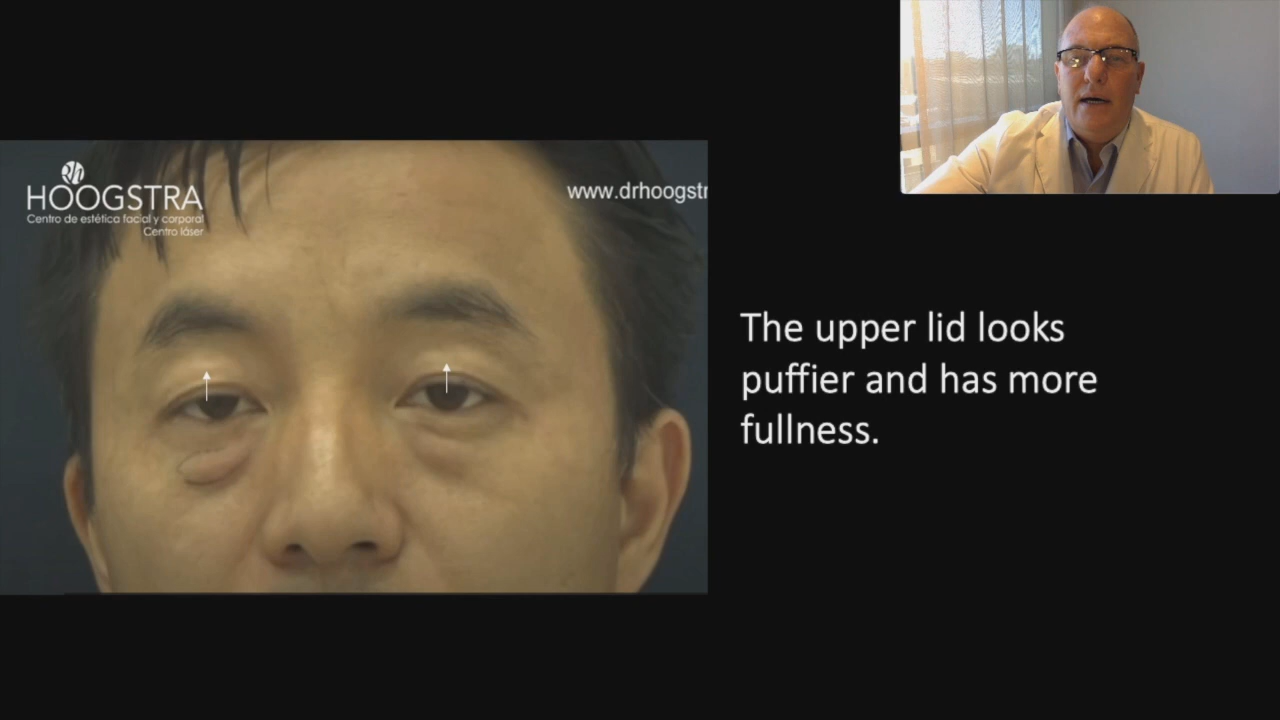 HOOGSTRA
Centro de estética facial y corporal
Centro láser
www.drhoogstr
The upper lid looks
puffier and has more
fullness.